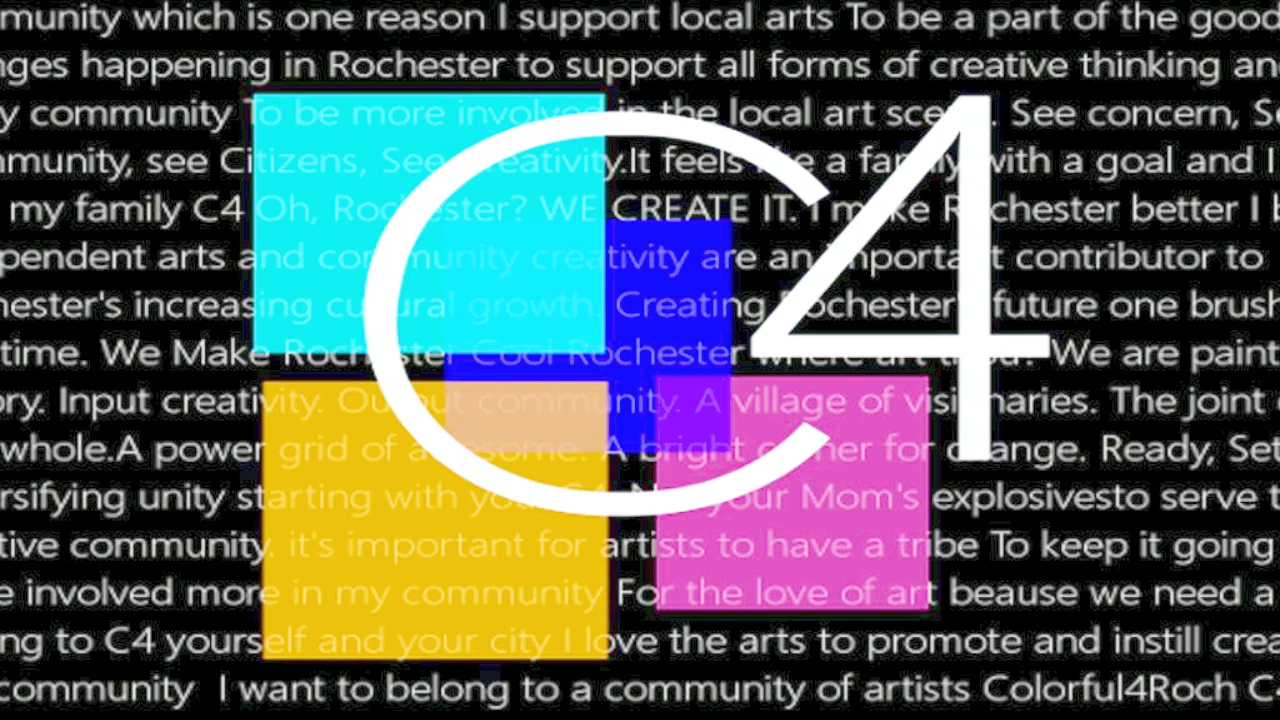 munity which is one reason I support local arts To be a part of the good
nges happening in Rochester to support all forms of creative thinking an
y community To be more involved in the local art scene. See concern, Se
mmunity, see Citizens, See Creativity.It feels like a family with a goal and I
my family C4 Oh, Rochester? WE CREATE IT. I make Rochester better I b
pendent arts and community creativity are an important contributor to
hester's increasing cultural growth. Creating Rochester's future one brush
time. We Make Rochester Cool Rochester where art thou? We are paint
ory. Input creativity. Output community. A village of visionaries. The joint
whole.A power grid of awesome. A bright corner for change. Ready, Set
rsifying unity starting with you. C4: Not your Mom's explosivesto serve t
tive community. it's important for artists to have a tribe To keep it going
e involved more in my community For the love of art beause we need a
ng to C4 yourself and your city I love the arts to promote and instill crea
community I want to belong to a community of artists Colorful4Roch C
C4